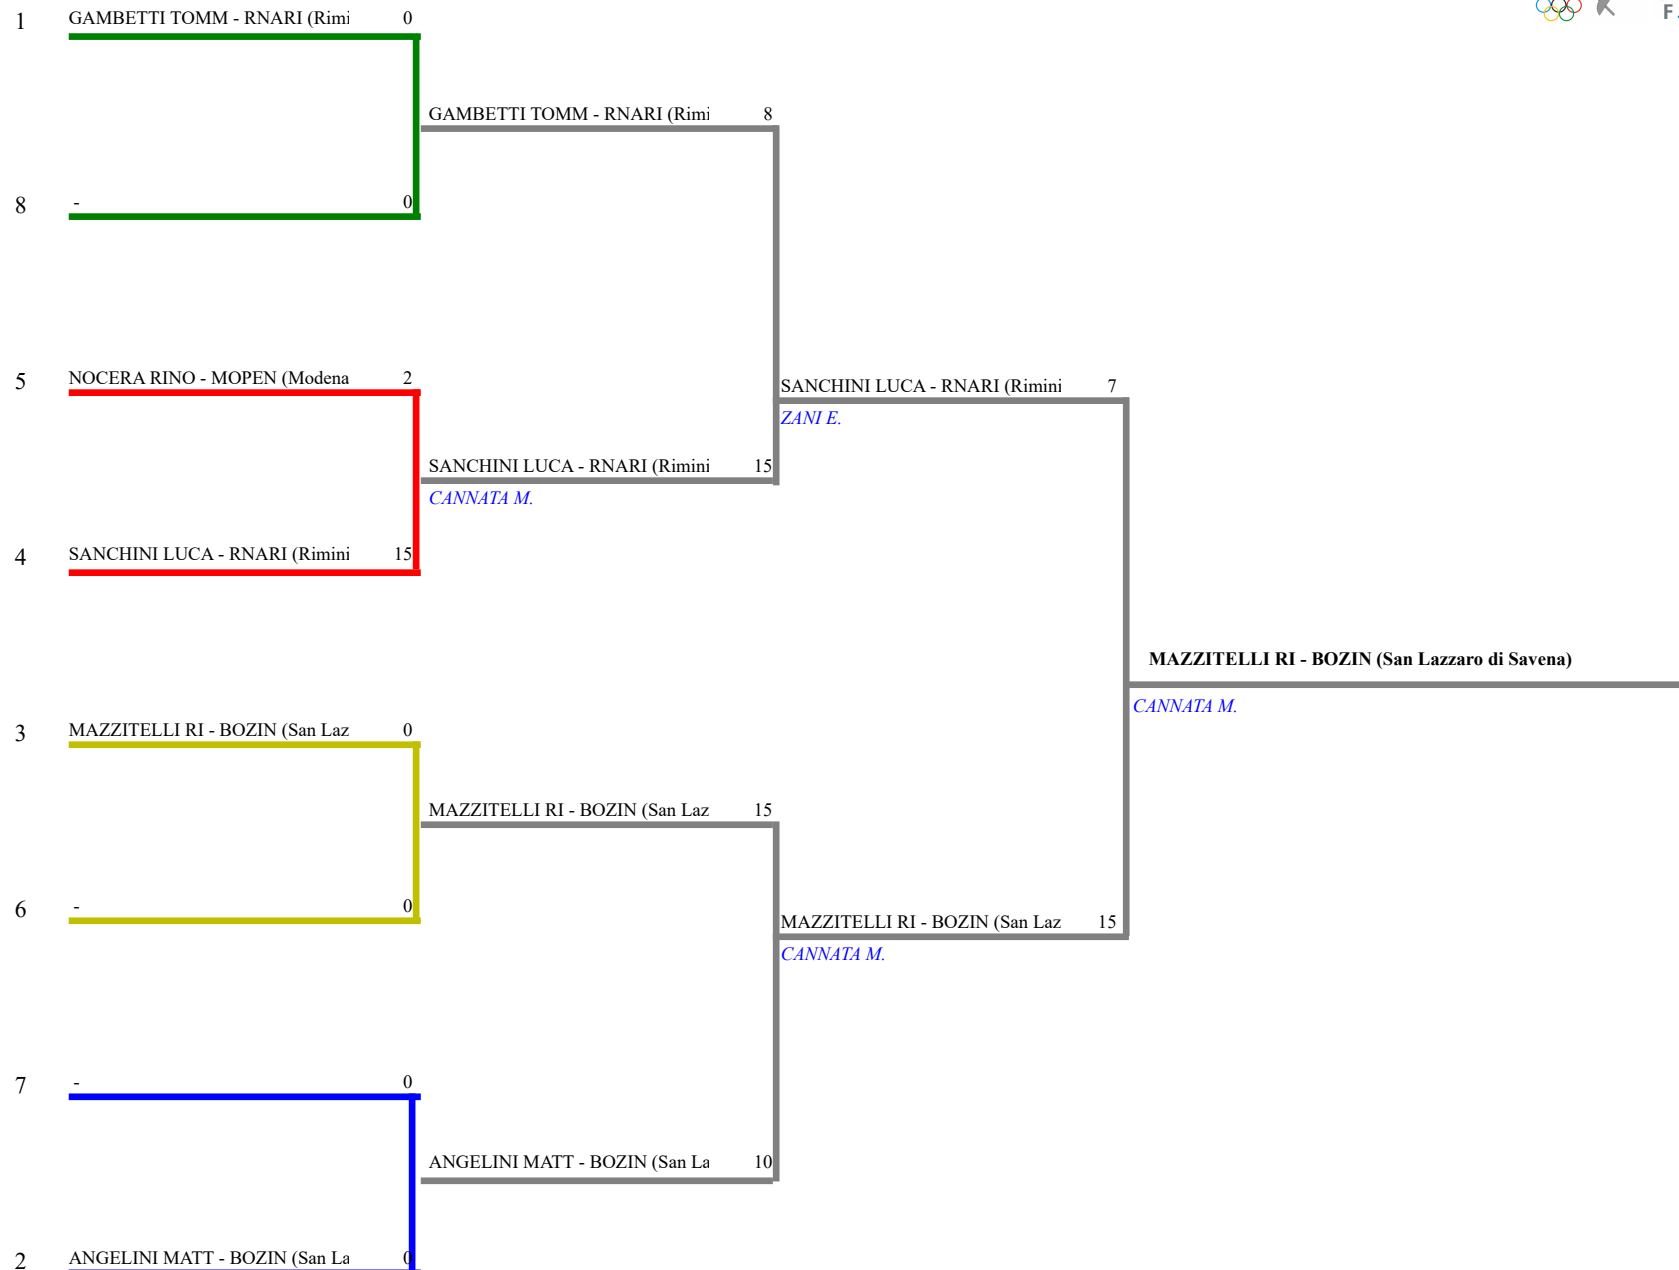 1 GAMBETTI TOMM - RNARI (Rimi 0
F
GAMBETTI TOMM - RNARI (Rimi 8
8 - 0
5 NOCERA RINO - MOPEN (Modena 2
SANCHINI LUCA - RNARI (Rimini 7
ZANI E.
SANCHINI LUCA - RNARI (Rimini 15
CANNATA M.
4 SANCHINI LUCA - RNARI (Rimini 15
MAZZITELLI RI - BOZIN (San Lazzaro di Savena)
CANNATA M.
3 MAZZITELLI RI - BOZIN (San Laz 0
MAZZITELLI RI - BOZIN (San Laz 15
6 - 0
MAZZITELLI RI - BOZIN (San Laz 15
CANNATA M.
7 - 0
ANGELINI MATT - BOZIN (San La 10
2 ANGELINI MATT - BOZIN (San La 0